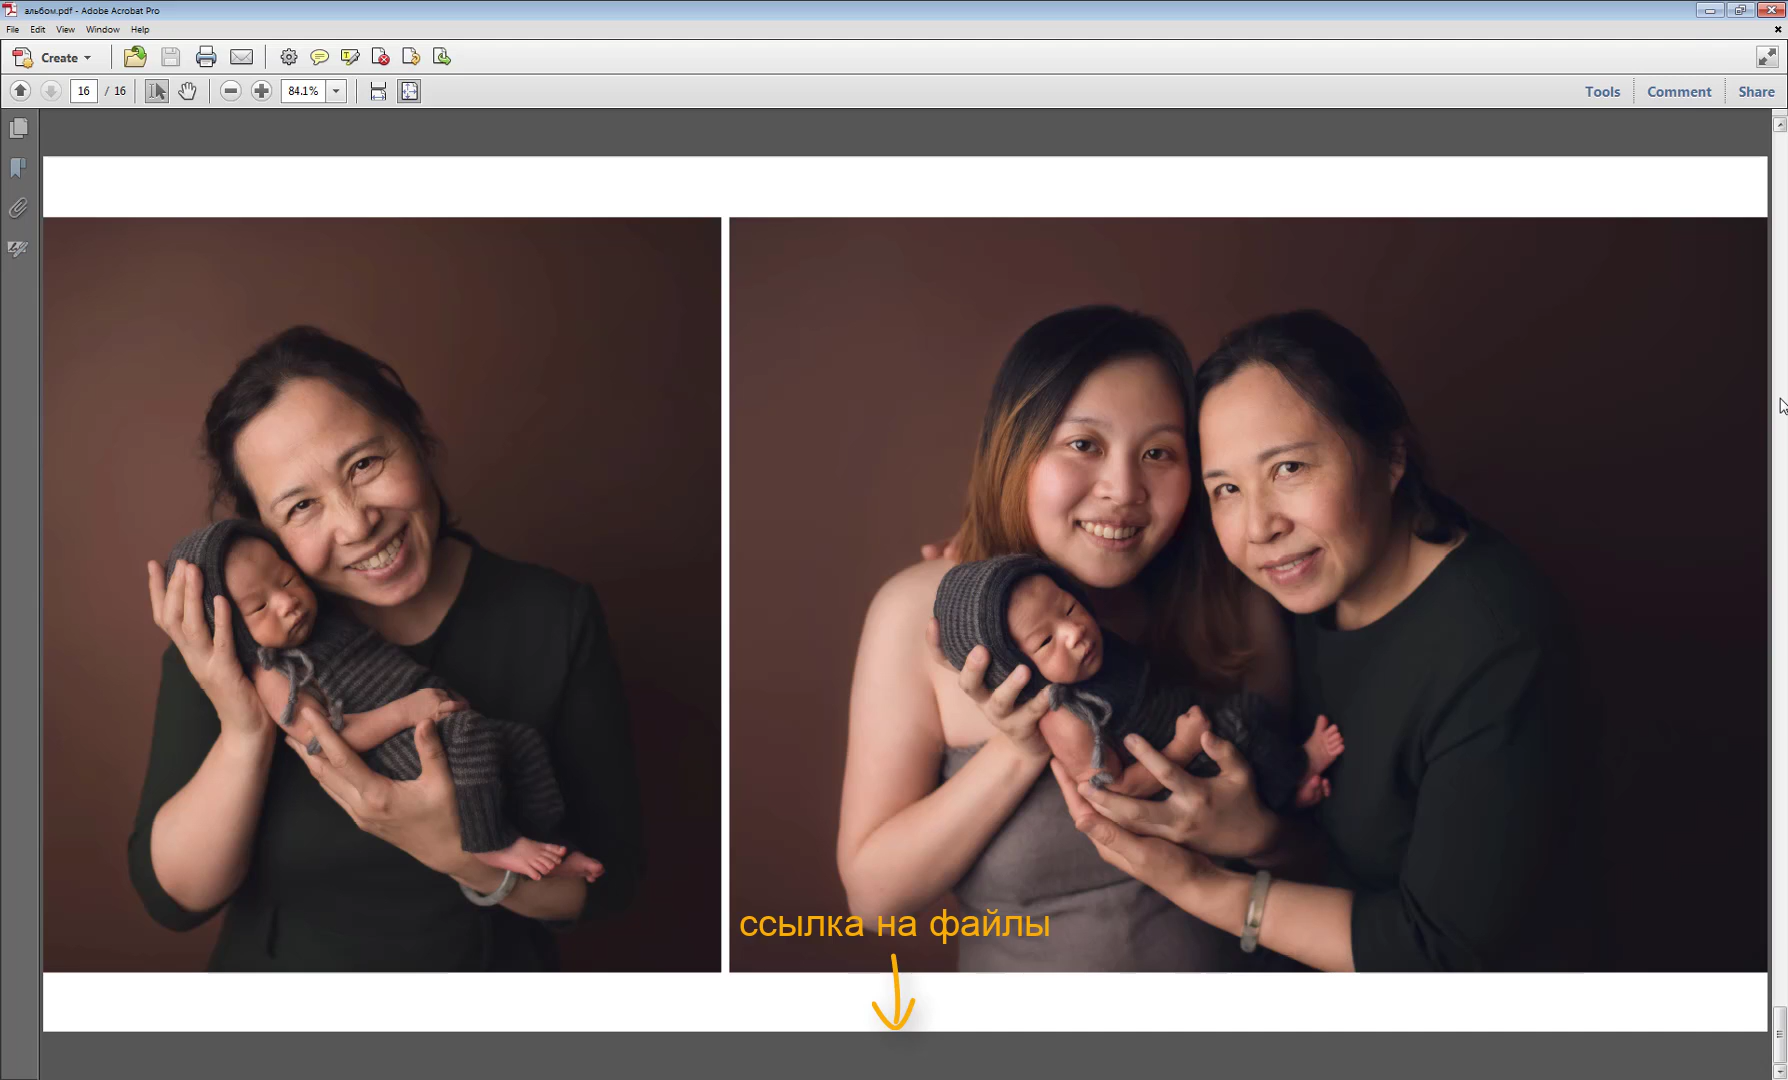 альбом.pdf - Adobe Acrobat Pro
File Edit View Window Help
Create
16 / 16 84.1% Tools Comment Share
ссылка на файлы